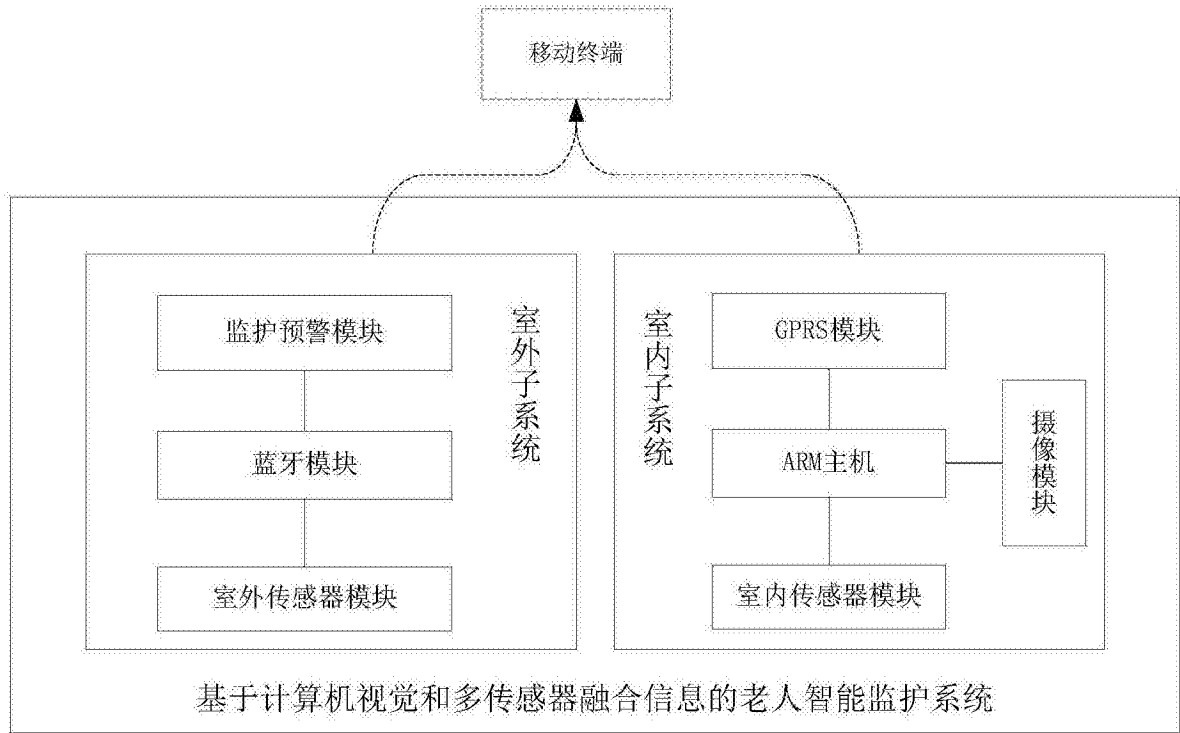 移动终端
监护预警模块
蓝牙模块
室外传感器模块
室外子系统
室内子系统
GPRS模块
ARM主机
室内传感器模块
摄像模块
基于计算机视觉和多传感器融合信息的老人智能监护系统